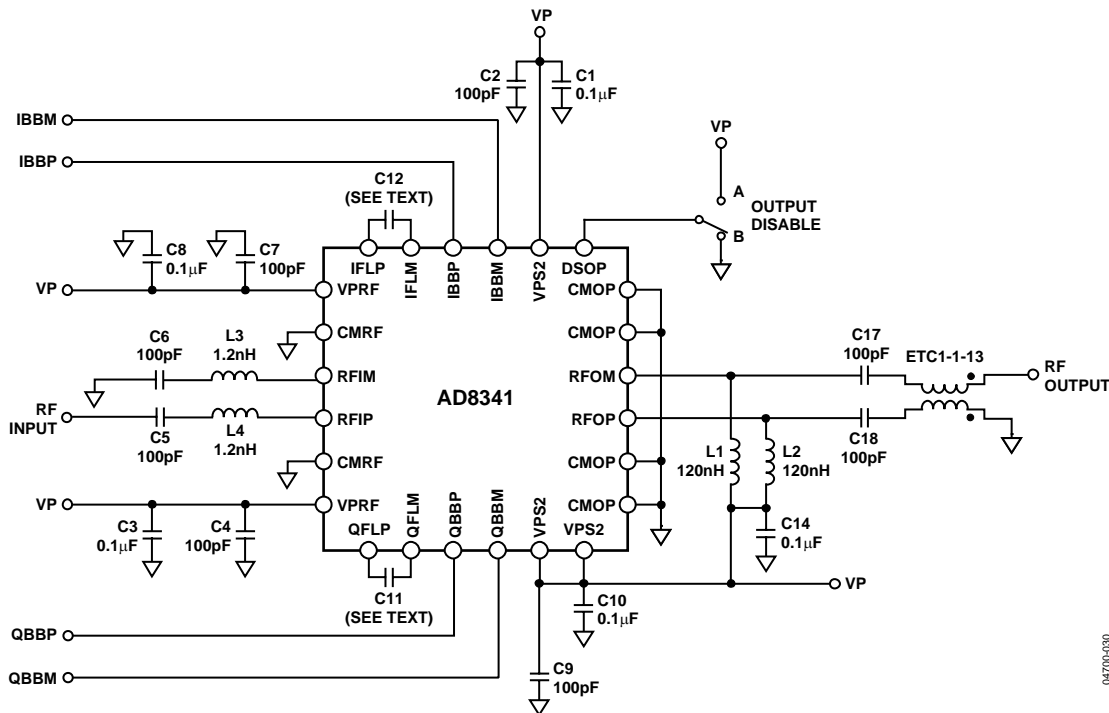 VP
C2
100pF
C1
0.1μF
IBBM
VP
IBBP
C12
(SEE TEXT)
A
OUTPUT
DISABLE
B
C8
0.1μF
C7
100pF
IFLP
IFLM
IBBP
IBBM
VPS2
DSOP
VP
VPRF
CMOP
C6
100pF
L3
1.2nH
CMRF
CMOP
C17
100pF
ETC1-1-13
RFIM
RFOM
RF
OUTPUT
AD8341
RF
INPUT
RFIP
RFOP
C5
100pF
L4
1.2nH
C18
100pF
L1
120nH
L2
120nH
CMRF
CMOP
VP
VPRF
CMOP
C3
0.1μF
C4
100pF
QFLP
QFLM
QBBP
QBBM
VPS2
VPS2
C14
0.1μF
VP
C11
(SEE TEXT)
C10
0.1μF
QBBP
C9
100pF
QBBM
04700-030